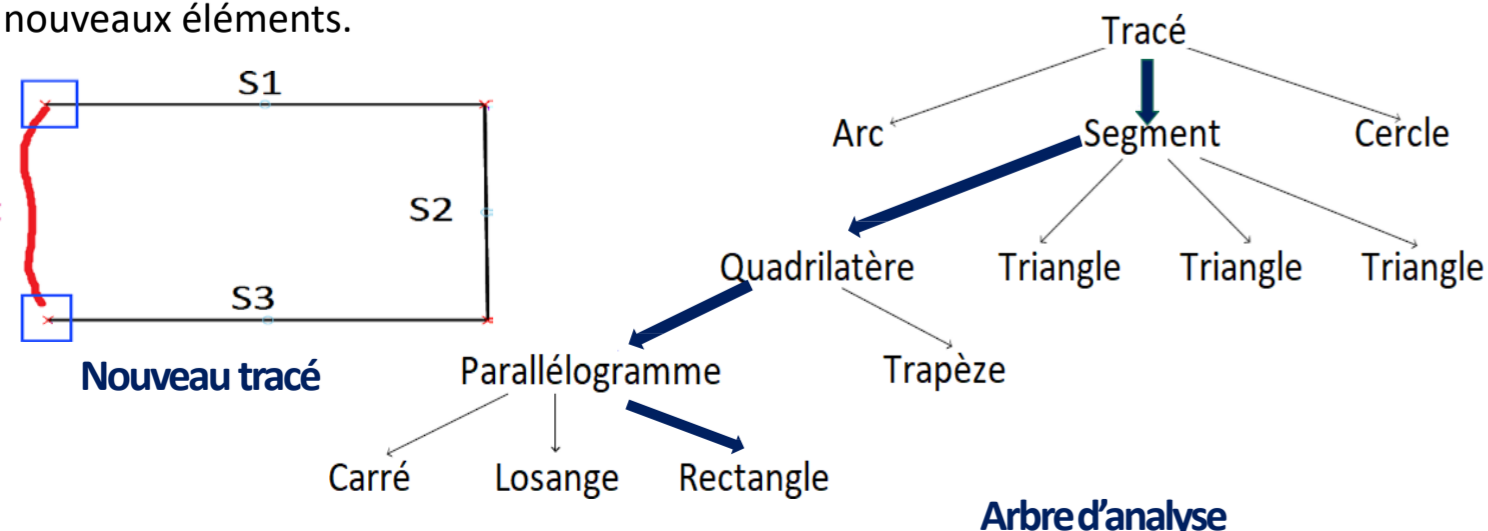 nouveaux éléments.
S1
S2
S3
Nouveau tracé
Tracé
Arc Segment Cercle
Quadrilatère Triangle Triangle Triangle
Parallélogramme Trapèze
Carré Losange Rectangle
Arbre d'analyse